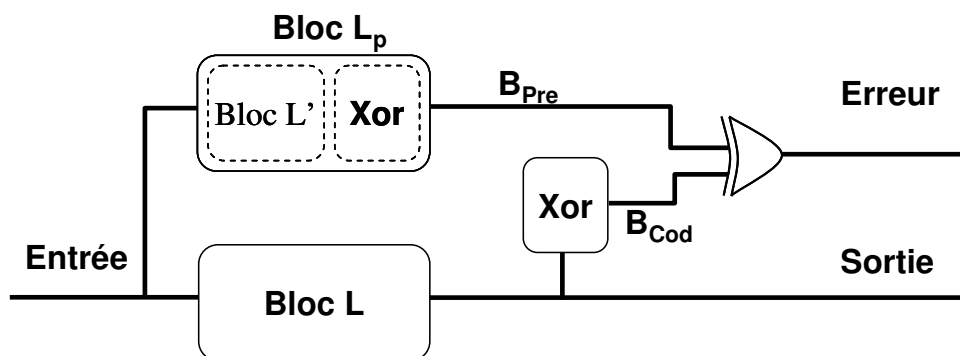 Bloc Lp
Bloc L' Xor
BPre
Erreur
Xor
BCod
Entrée
Sortie
Bloc L